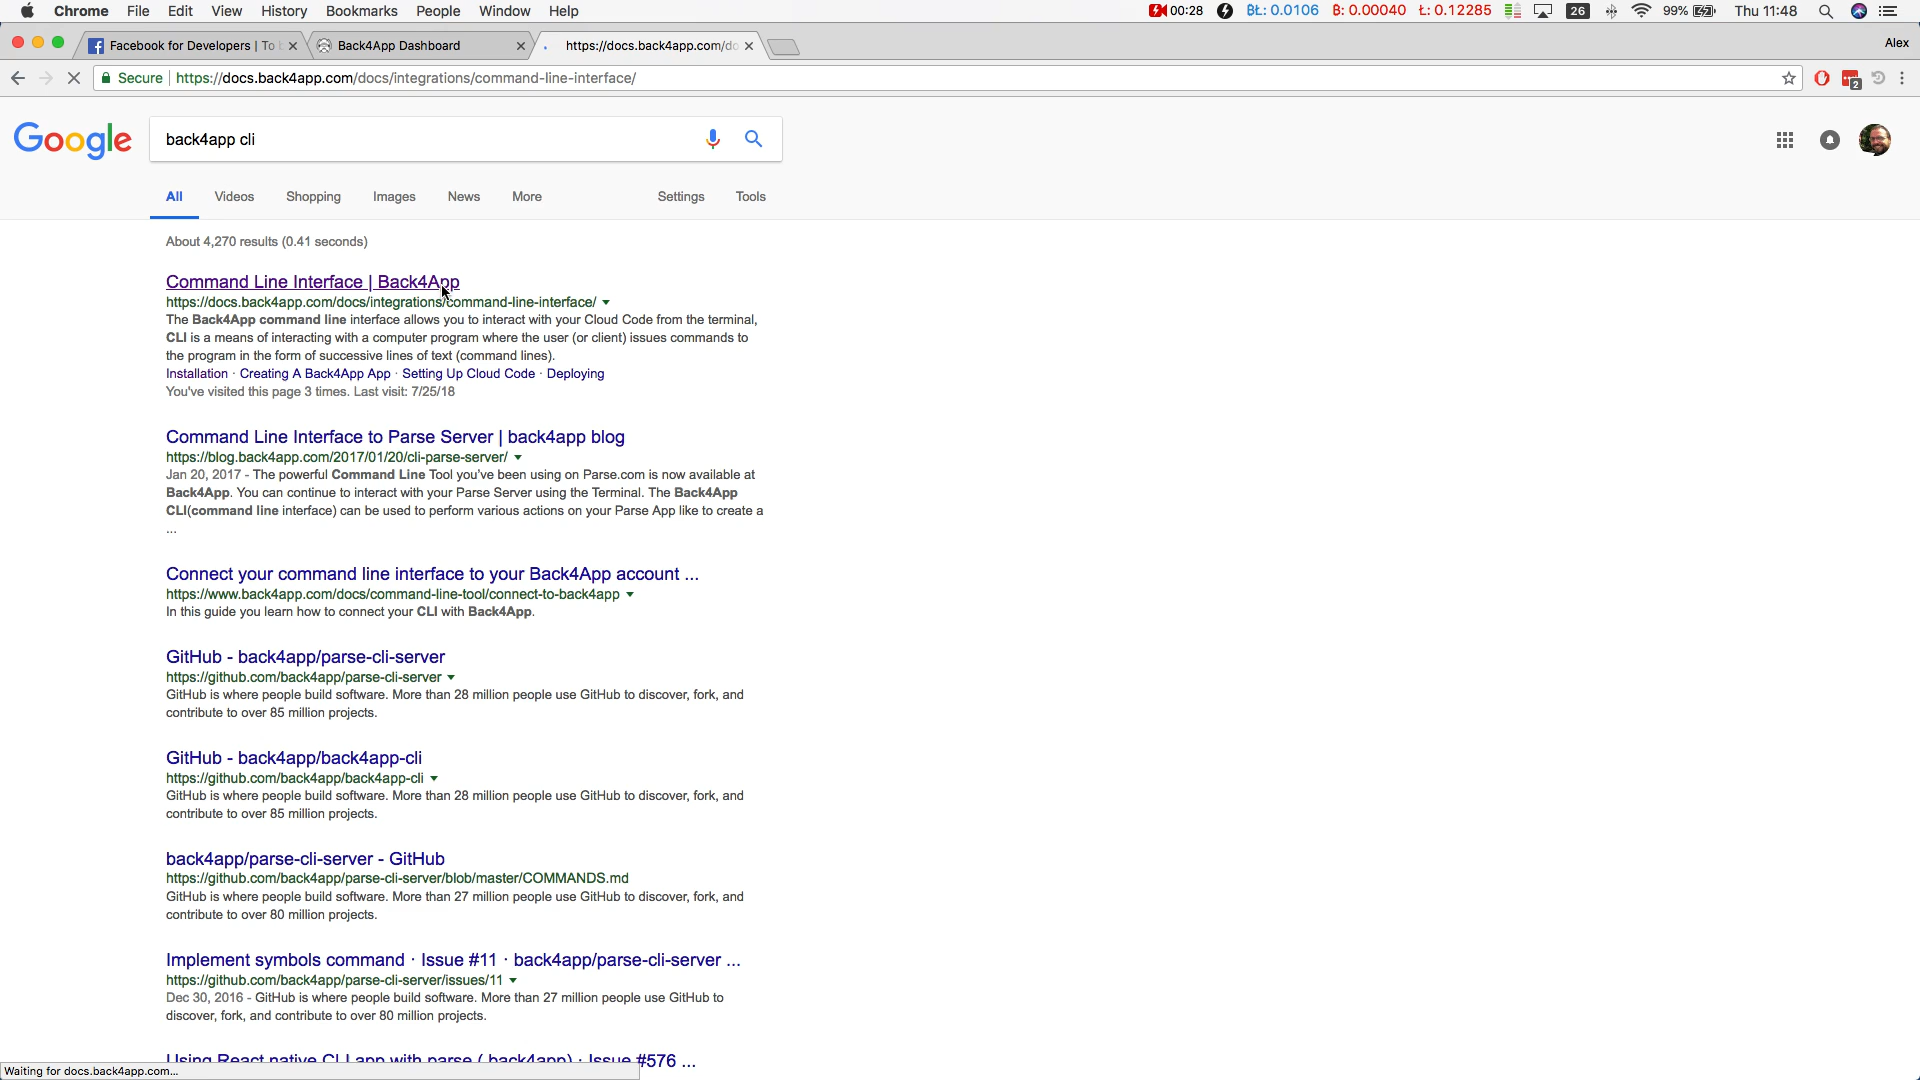 Chrome File Edit View History Bookmarks People Window Help 00:28 BŁ: 0.0106 B: 0.00040 Ł: 0.12285 26 99% Thu 11:48
Facebook for Developers | To b Back4App Dashboard https://docs.back4app.com/do Alex
Secure https://docs.back4app.com/docs/integrations/command-line-interface/ 2
Google back4app cli
All Videos Shopping Images News More Settings Tools
About 4,270 results (0.41 seconds)
Command Line Interface | Back4App
https://docs.back4app.com/docs/integrations/command-line-interface/
The Back4App command line interface allows you to interact with your Cloud Code from the terminal,
CLI is a means of interacting with a computer program where the user (or client) issues commands to
the program in the form of successive lines of text (command lines).
Installation · Creating A Back4App App · Setting Up Cloud Code · Deploying
You've visited this page 3 times. Last visit: 7/25/18
Command Line Interface to Parse Server | back4app blog
https://blog.back4app.com/2017/01/20/cli-parse-server/
Jan 20, 2017 - The powerful Command Line Tool you've been using on Parse.com is now available at
Back4App. You can continue to interact with your Parse Server using the Terminal. The Back4App
CLI(command line interface) can be used to perform various actions on your Parse App like to create a
...
Connect your command line interface to your Back4App account ...
https://www.back4app.com/docs/command-line-tool/connect-to-back4app
In this guide you learn how to connect your CLI with Back4App.
GitHub - back4app/parse-cli-server
https://github.com/back4app/parse-cli-server
GitHub is where people build software. More than 28 million people use GitHub to discover, fork, and
contribute to over 85 million projects.
GitHub - back4app/back4app-cli
https://github.com/back4app/back4app-cli
GitHub is where people build software. More than 28 million people use GitHub to discover, fork, and
contribute to over 85 million projects.
back4app/parse-cli-server - GitHub
https://github.com/back4app/parse-cli-server/blob/master/COMMANDS.md
GitHub is where people build software. More than 27 million people use GitHub to discover, fork, and
contribute to over 80 million projects.
Implement symbols command · Issue #11 · back4app/parse-cli-server ...
https://github.com/back4app/parse-cli-server/issues/11
Dec 30, 2016 - GitHub is where people build software. More than 27 million people use GitHub to
discover, fork, and contribute to over 80 million projects.
Using React native CLI app with parse ( back4app) · Issue #576 ...
Waiting for docs.back4app.com...